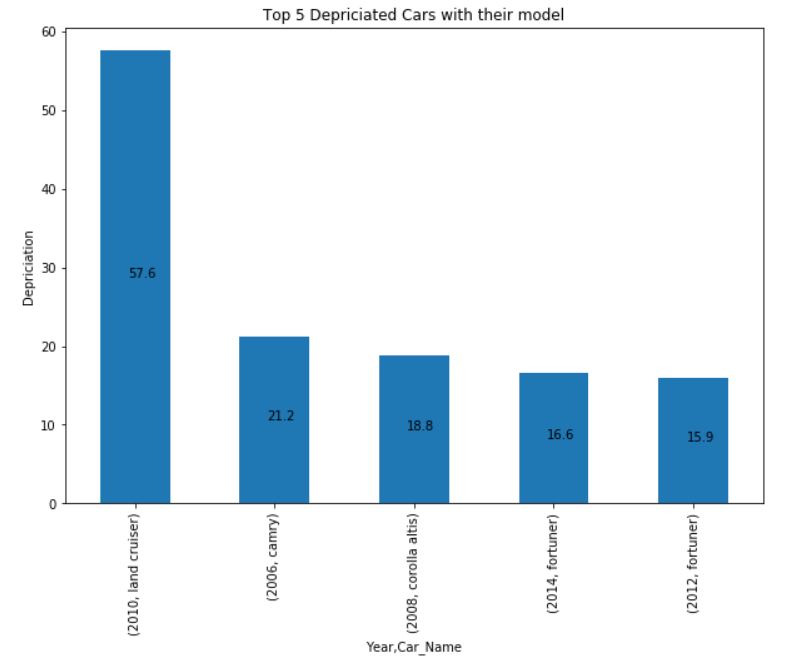 Top 5 Depriciated Cars with their model
60
50
40
30
20
10
0
Depriciation
57.6
21.2
18.8
16.6
15.9
(2010, land cruiser)
(2006, camry)
(2008, corolla altis)
(2014, fortuner)
(2012, fortuner)
Year,Car_Name